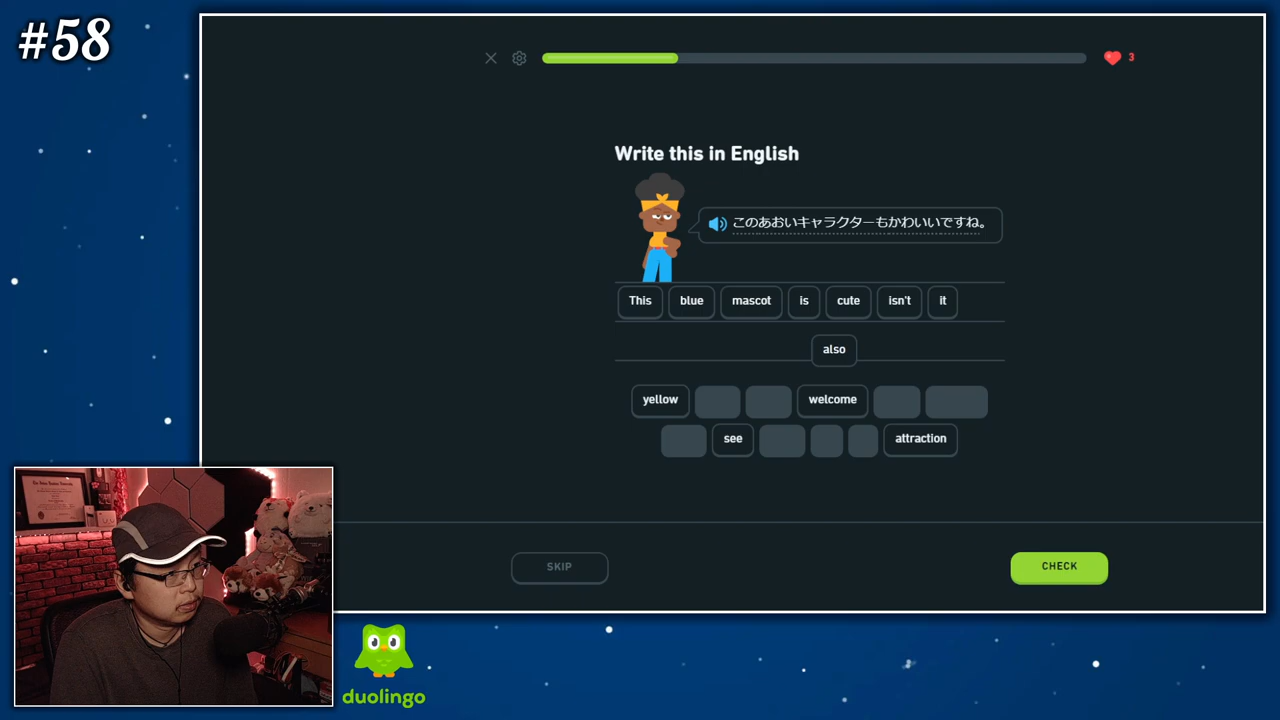 #58
3
Write this in English
このあおいキャラクターもかわいいですね。
This blue mascot is cute isn't it
also
yellow welcome
see attraction
SKIP CHECK
duolingo